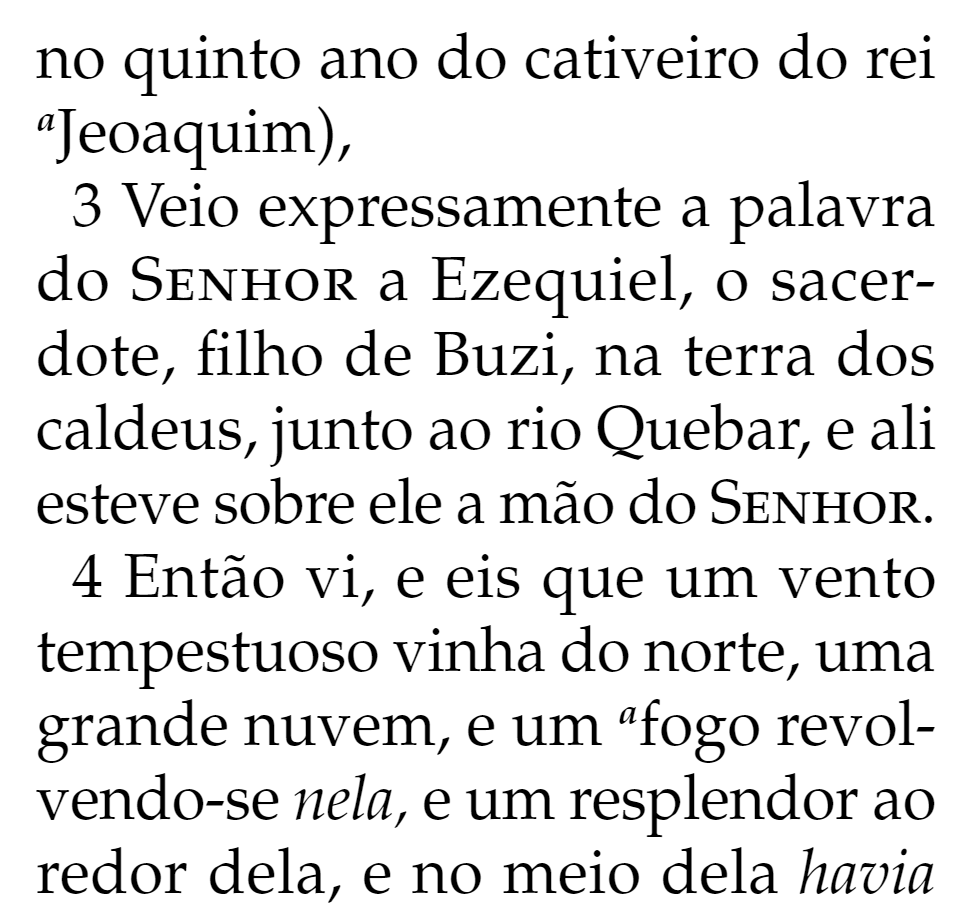 no quinto ano do cativeiro do rei
ᵃJeoaquim),
3 Veio expressamente a palavra
do SENHOR a Ezequiel, o sacer-
dote, filho de Buzi, na terra dos
caldeus, junto ao rio Quebar, e ali
esteve sobre ele a mão do SENHOR.
4 Então vi, e eis que um vento
tempestuoso vinha do norte, uma
grande nuvem, e um ᵃfogo revol-
vendo-se nela, e um resplendor ao
redor dela, e no meio dela havia